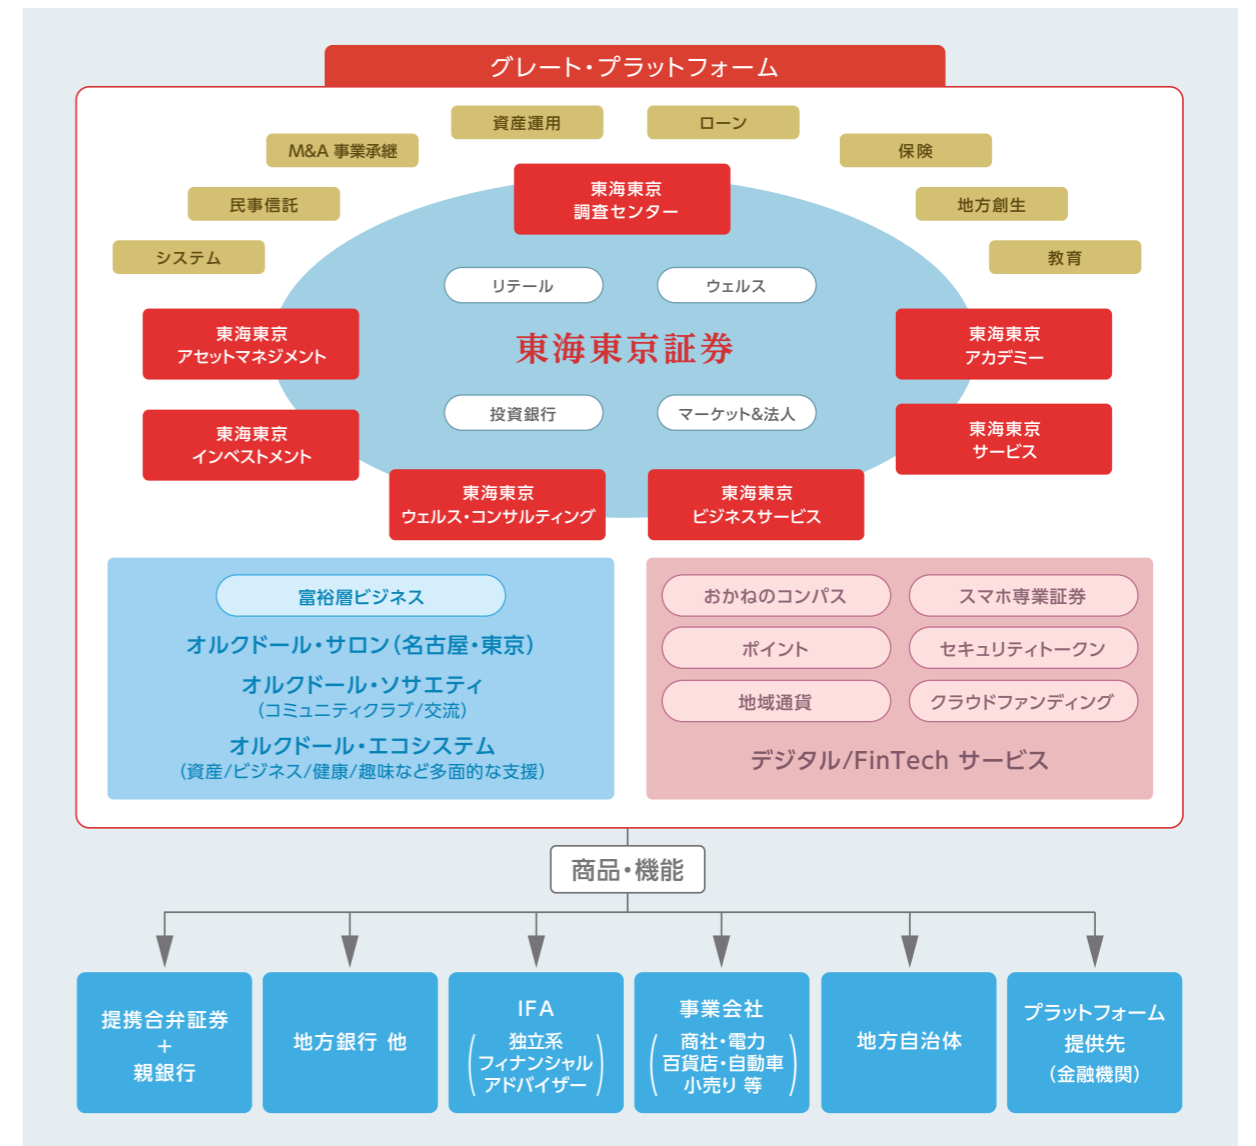 グレート・プラットフォーム
資産運用
ローン
M&A 事業承継
保険
民事信託
地方創生
システム
教育
東海東京
調査センター
リテール
ウェルス
東海東京証券
投資銀行
マーケット&法人
東海東京
アセットマネジメント
東海東京
アカデミー
東海東京
インベストメント
東海東京
サービス
東海東京
ウェルス・コンサルティング
東海東京
ビジネスサービス
富裕層ビジネス
オルクドール・サロン（名古屋・東京）
オルクドール・ソサエティ
（コミュニティクラブ/交流）
オルクドール・エコシステム
（資産/ビジネス/健康/趣味など多面的な支援）
おかねのコンパス
スマホ専業証券
ポイント
セキュリティトークン
地域通貨
クラウドファンディング
デジタル/FinTech サービス
商品・機能
提携合弁証券
+
親銀行
地方銀行 他
IFA
（独立系
フィナンシャル
アドバイザー）
事業会社
（商社・電力
百貨店・自動車
小売り 等）
地方自治体
プラットフォーム
提供先
（金融機関）